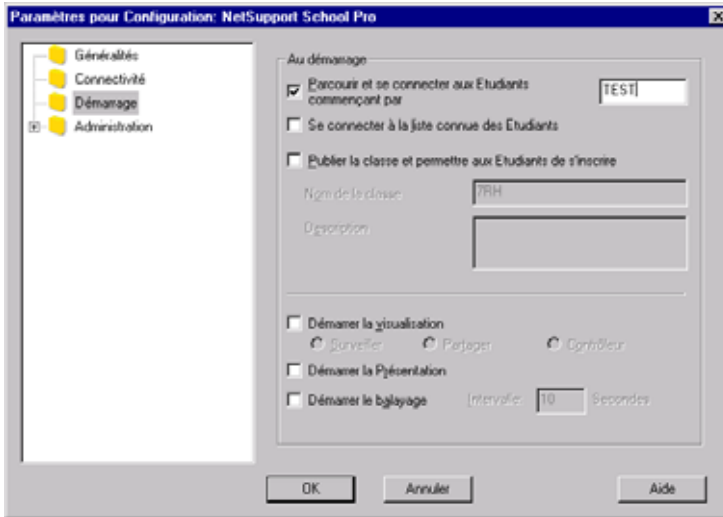 Paramètres pour Configuration: NetSupport School Pro
Généralités
Connectivité
Démarrage
Administration
Au démarrage
Parcourir et se connecter aux Etudiants
commençant par
TEST
Se connecter à la liste connue des Etudiants
Publier la classe et permettre aux Etudiants de s'inscrire
Nom de la classe
7RH
Description
Démarrer la visualisation
Surveiller Partager Contrôleur
Démarrer la Présentation
Démarrer le balayage Intervalle: 10 Secondes
OK Annuler Aide